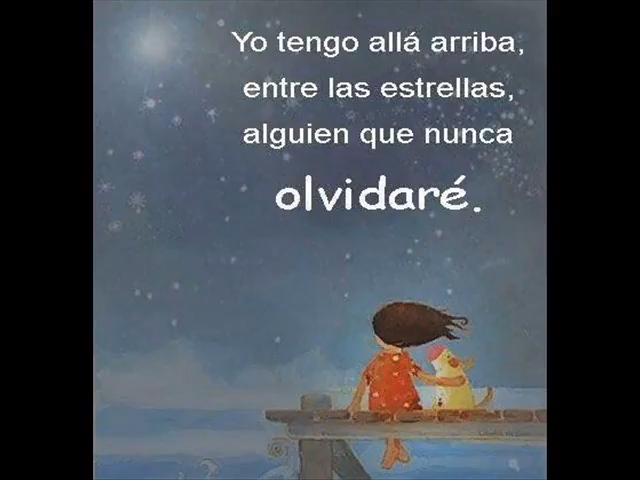 Yo tengo allá arriba,
entre las estrellas,
alguien que nunca
olvidaré.